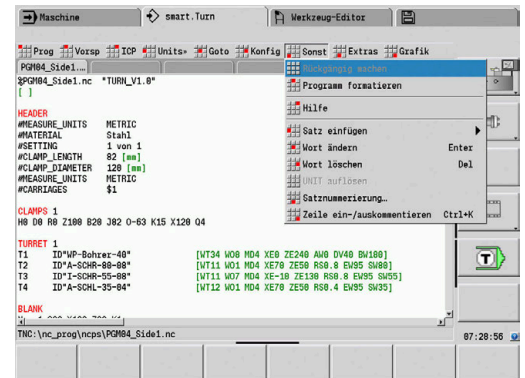 Maschine smart.Turn Werkzeug-Editor
Prog Vorsp ICP Units» Goto Konfig Sonst Extras Grafik
PGM04_Side1....
%PGM04_Side1.nc "TURN_V1.0"
[ ]
HEADER
#MEASURE_UNITS METRIC
#MATERIAL Stahl
#SETTING 1 von 1
#CLAMP_LENGTH 82 [mm]
#CLAMP_DIAMETER 120 [mm]
#MEASURE_UNITS METRIC
#CARRIAGES $1
CLAMPS 1
H0 D0 R0 Z100 B20 J82 O-63 K15 X120 Q4
TURRET 1
T1 ID"WP-Bohrer-40" [WT34 WO0 MD4 XE0 ZE240 AW0 DV40 BW180]
T2 ID"A-SCHR-80-08" [WT11 WO1 MD4 XE70 ZE50 RS0.8 EW95 SW80]
T3 ID"I-SCHR-55-08" [WT11 WO7 MD4 XE-10 ZE130 RS0.8 EW95 SW55]
T4 ID"A-SCHL-35-04" [WT12 WO1 MD4 XE70 ZE50 RS0.4 EW95 SW35]
BLANK
Rückgängig machen
Programm formatieren
Hilfe
Satz einfügen
Wort ändern Enter
Wort löschen Del
UNIT auflösen
Satznummerierung...
Zeile ein-/auskommentieren Ctrl+K
T
TNC:\nc_prog\ncps\PGM04_Side1.nc
07:28:56